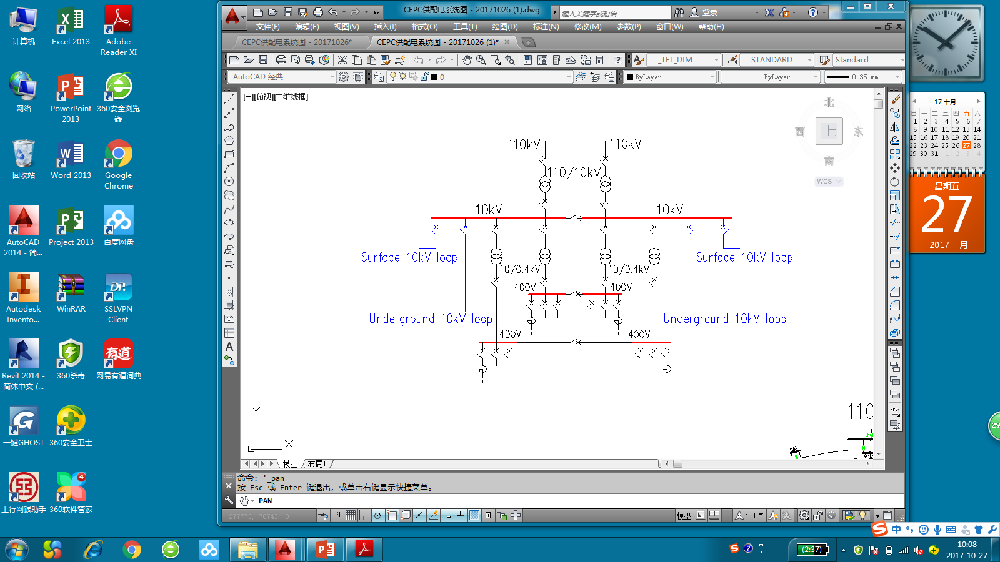 计算机
Excel 2013
Adobe
Reader XI
网络
PowerPoint
2013
360安全浏览
器
回收站
Word 2013
Google
Chrome
AutoCAD
2014 - 简...
Project 2013
百度网盘
Autodesk
Invento...
WinRAR
SSLVPN
Client
Revit 2014 -
简体中文 (...
360杀毒
网易有道词典
一键GHOST
360安全卫士
工行网银助手
360软件管家
4
DP.
有道
CEPC供配电系统图 - 20171026 (1).dwg
键入关键字或短语
登录
文件(F)
编辑(E)
视图(V)
插入(I)
格式(O)
工具(T)
绘图(D)
标注(N)
修改(M)
参数(P)
窗口(W)
帮助(H)
CEPC供配电系统图 - 20171026*
CEPC供配电系统图 - 20171026 (1)*
_TEL_DIM
STANDARD
Standard
AutoCAD 经典
0
ByLayer
ByLayer
0.35 mm
[−][俯视][二维线框]
北
西
上
东
南
WCS
110kV
110kV
110/10kV
10kV
10kV
Surface 10kV loop
Surface 10kV loop
10/0.4kV
10/0.4kV
400V
400V
Underground 10kV loop
Underground 10kV loop
400V
400V
110
10kV
Y
X
模型
布局1
命令: '_pan
按 Esc 或 Enter 键退出，或单击右键显示快捷菜单。
PAN
277773, 70743, 0
模型
1:1
A
ABC
17 十月
日 一 二 三 四 五 六
1 2 3 4 5 6 7
8 9 10 11 12 13 14
15 16 17 18 19 20 21
22 23 24 25 26 27 28
29 30 31 1 2 3 4
星期五
27
2017 十月
29
中
(2:37)
10:08
2017-10-27